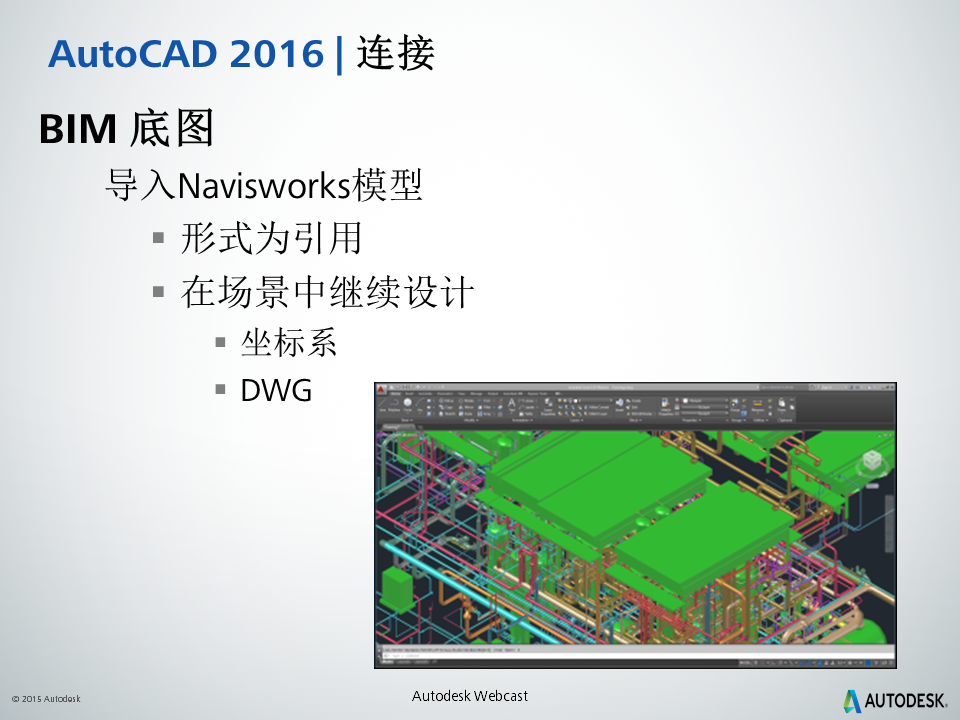 AutoCAD 2016 | 连接
BIM 底图
导入Navisworks模型
▪ 形式为引用
▪ 在场景中继续设计
▪ 坐标系
▪ DWG
© 2015 Autodesk
Autodesk Webcast
AUTODESK.